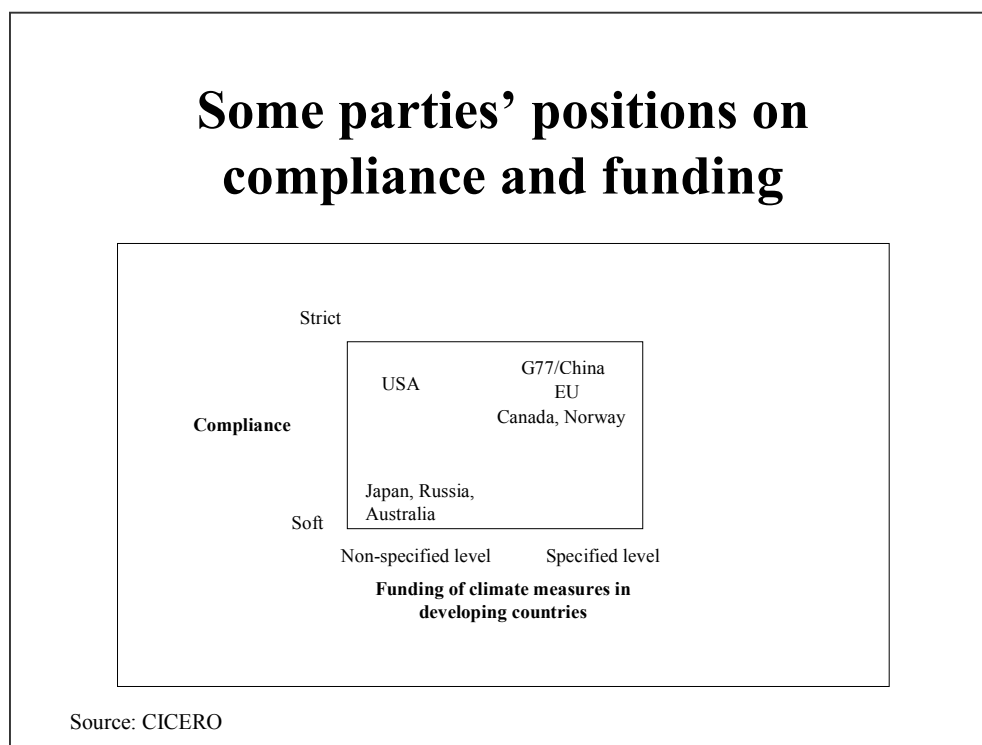 Some parties’ positions on
compliance and funding
Strict
USA
G77/China
EU
Canada, Norway
Compliance
Japan, Russia,
Australia
Soft
Non-specified level
Specified level
Funding of climate measures in
developing countries
Source: CICERO